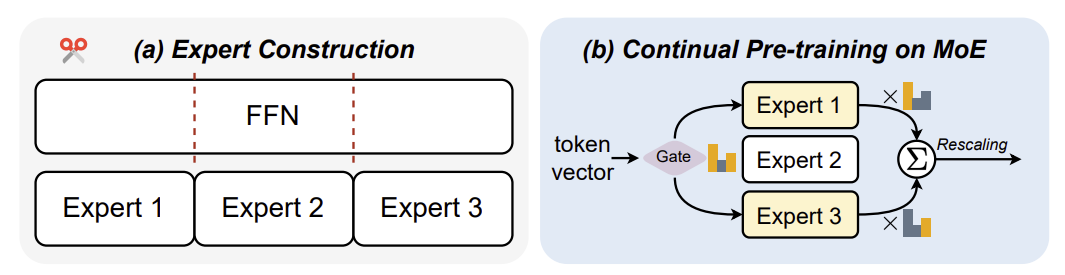 (a) Expert Construction
FFN
Expert 1
Expert 2
Expert 3
(b) Continual Pre-training on MoE
token
vector
Gate
Expert 1
Expert 2
Expert 3
×
×
Σ
Rescaling